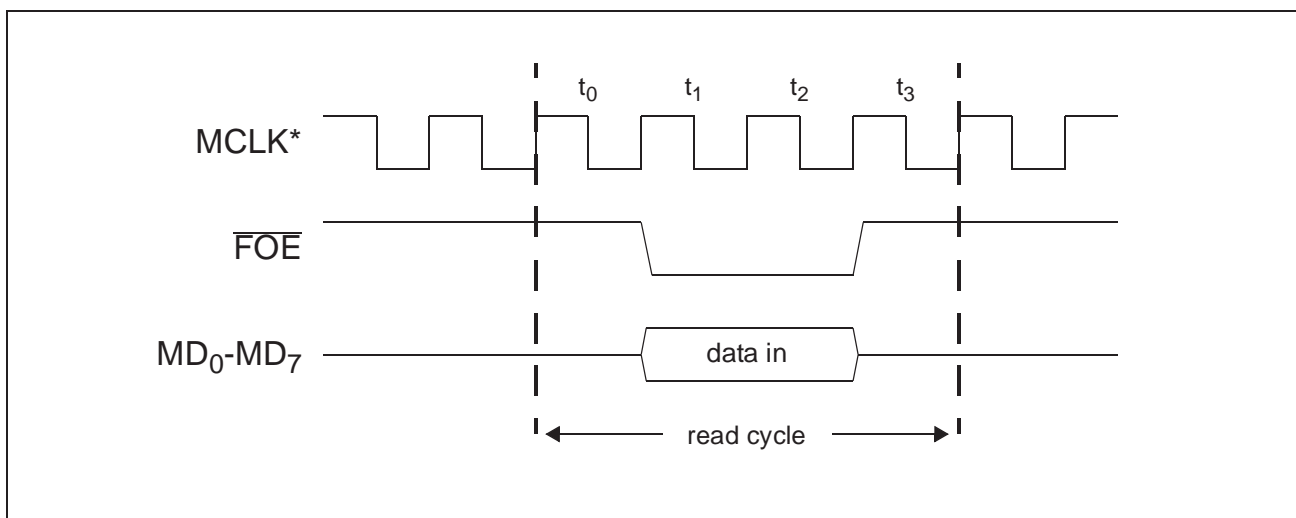 t0 t1 t2 t3
MCLK*
FOE
MD0-MD7
data in
read cycle